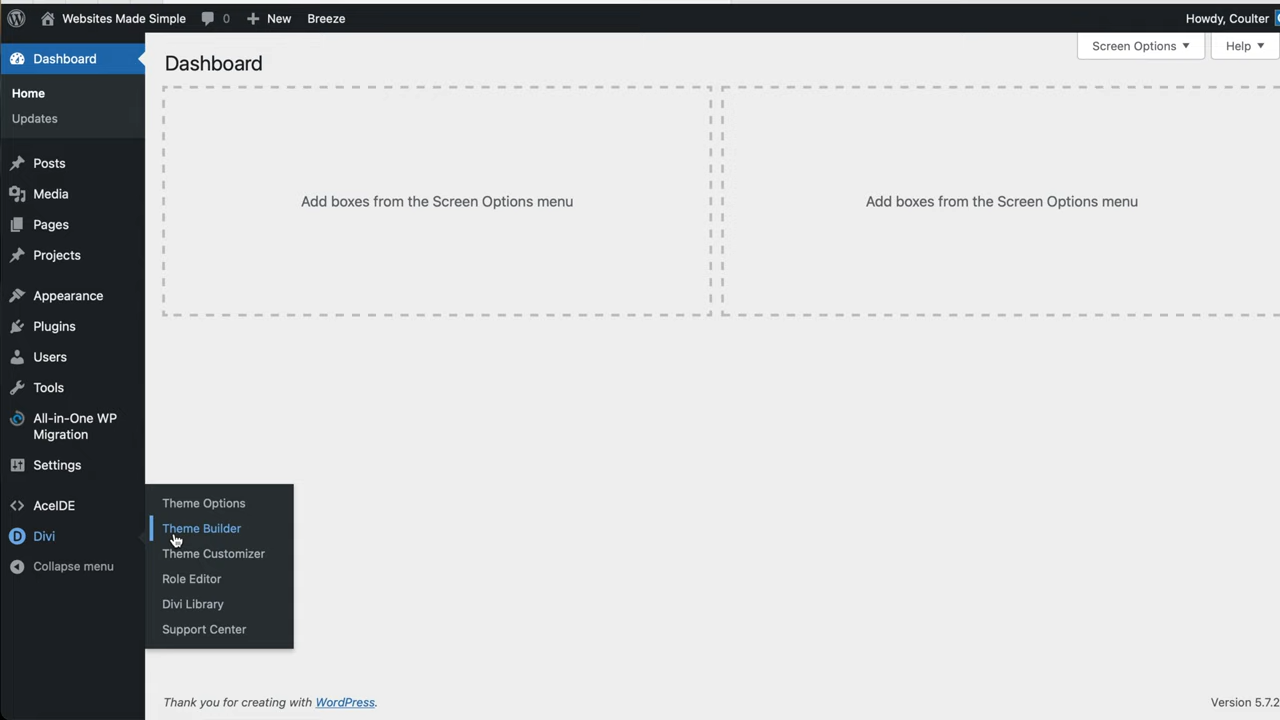 Websites Made Simple 0 New Breeze Howdy, Coulter
Screen Options Help
Dashboard
Home
Updates
Posts
Media
Pages
Projects
Appearance
Plugins
Users
Tools
All-in-One WP
Migration
Settings
AceIDE
Divi
Collapse menu
Dashboard
Add boxes from the Screen Options menu
Add boxes from the Screen Options menu
Theme Options
Theme Builder
Theme Customizer
Role Editor
Divi Library
Support Center
Thank you for creating with WordPress.
Version 5.7.2